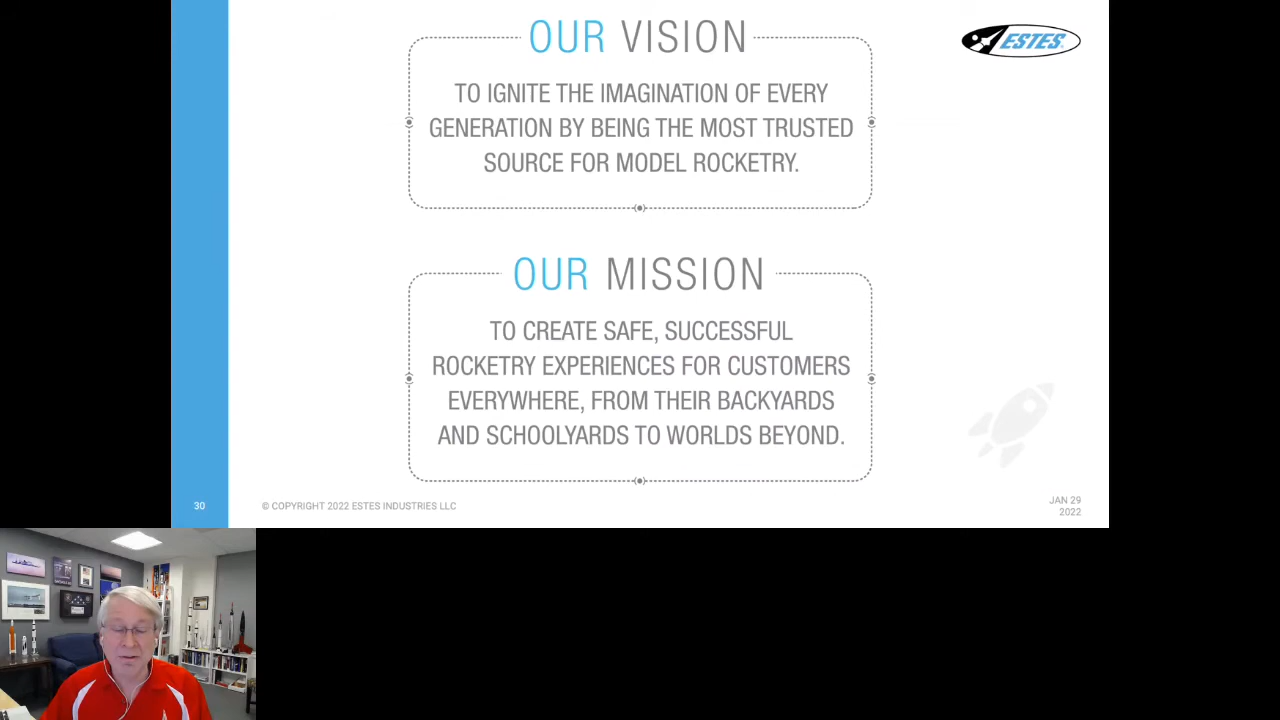 OUR VISION
ESTES
TO IGNITE THE IMAGINATION OF EVERY
GENERATION BY BEING THE MOST TRUSTED
SOURCE FOR MODEL ROCKETRY.
OUR MISSION
TO CREATE SAFE, SUCCESSFUL
ROCKETRY EXPERIENCES FOR CUSTOMERS
EVERYWHERE, FROM THEIR BACKYARDS
AND SCHOOLYARDS TO WORLDS BEYOND.
30
© COPYRIGHT 2022 ESTES INDUSTRIES LLC
JAN 29
2022